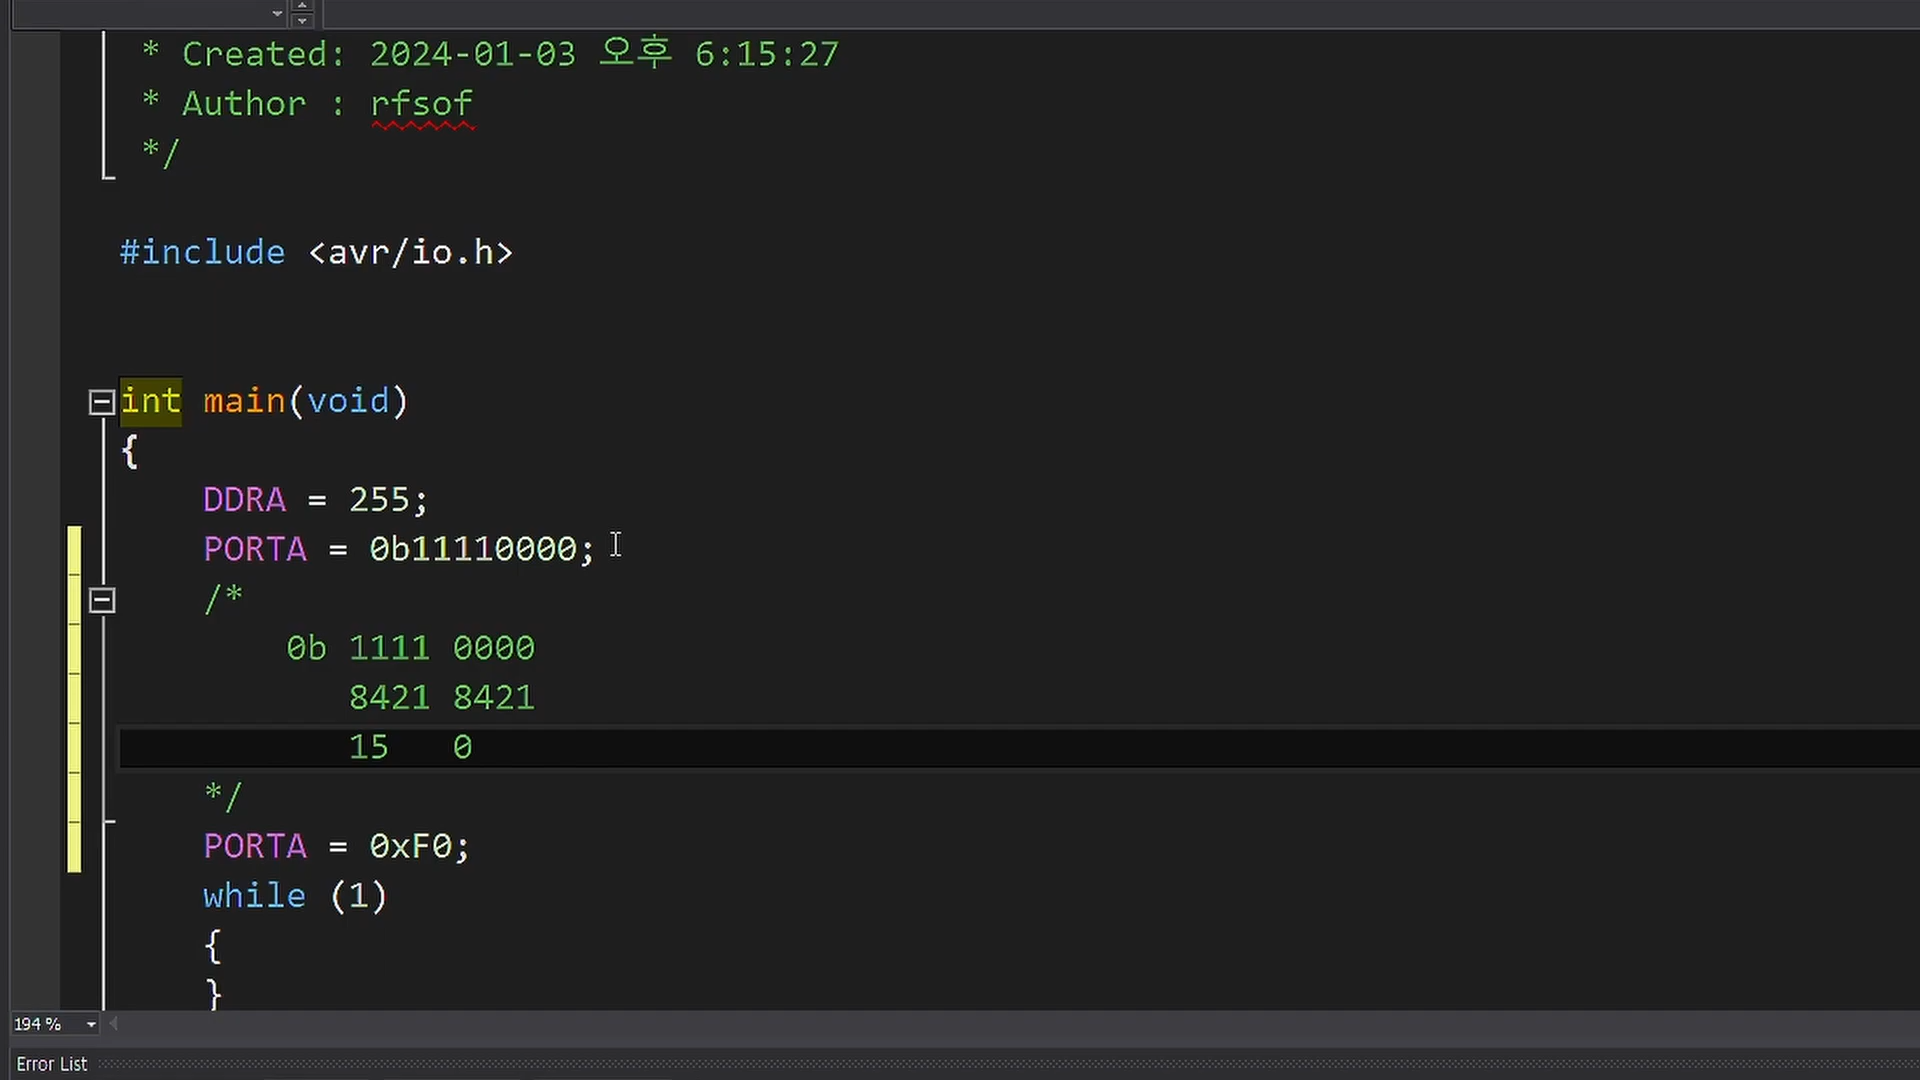 * Created: 2024-01-03 오후 6:15:27
* Author : rfsof
*/
#include <avr/io.h>
int main(void)
{
DDRA = 255;
PORTA = 0b11110000;
/*
0b 1111 0000
8421 8421
15 0
*/
PORTA = 0xF0;
while (1)
{
}
194 %
Error List